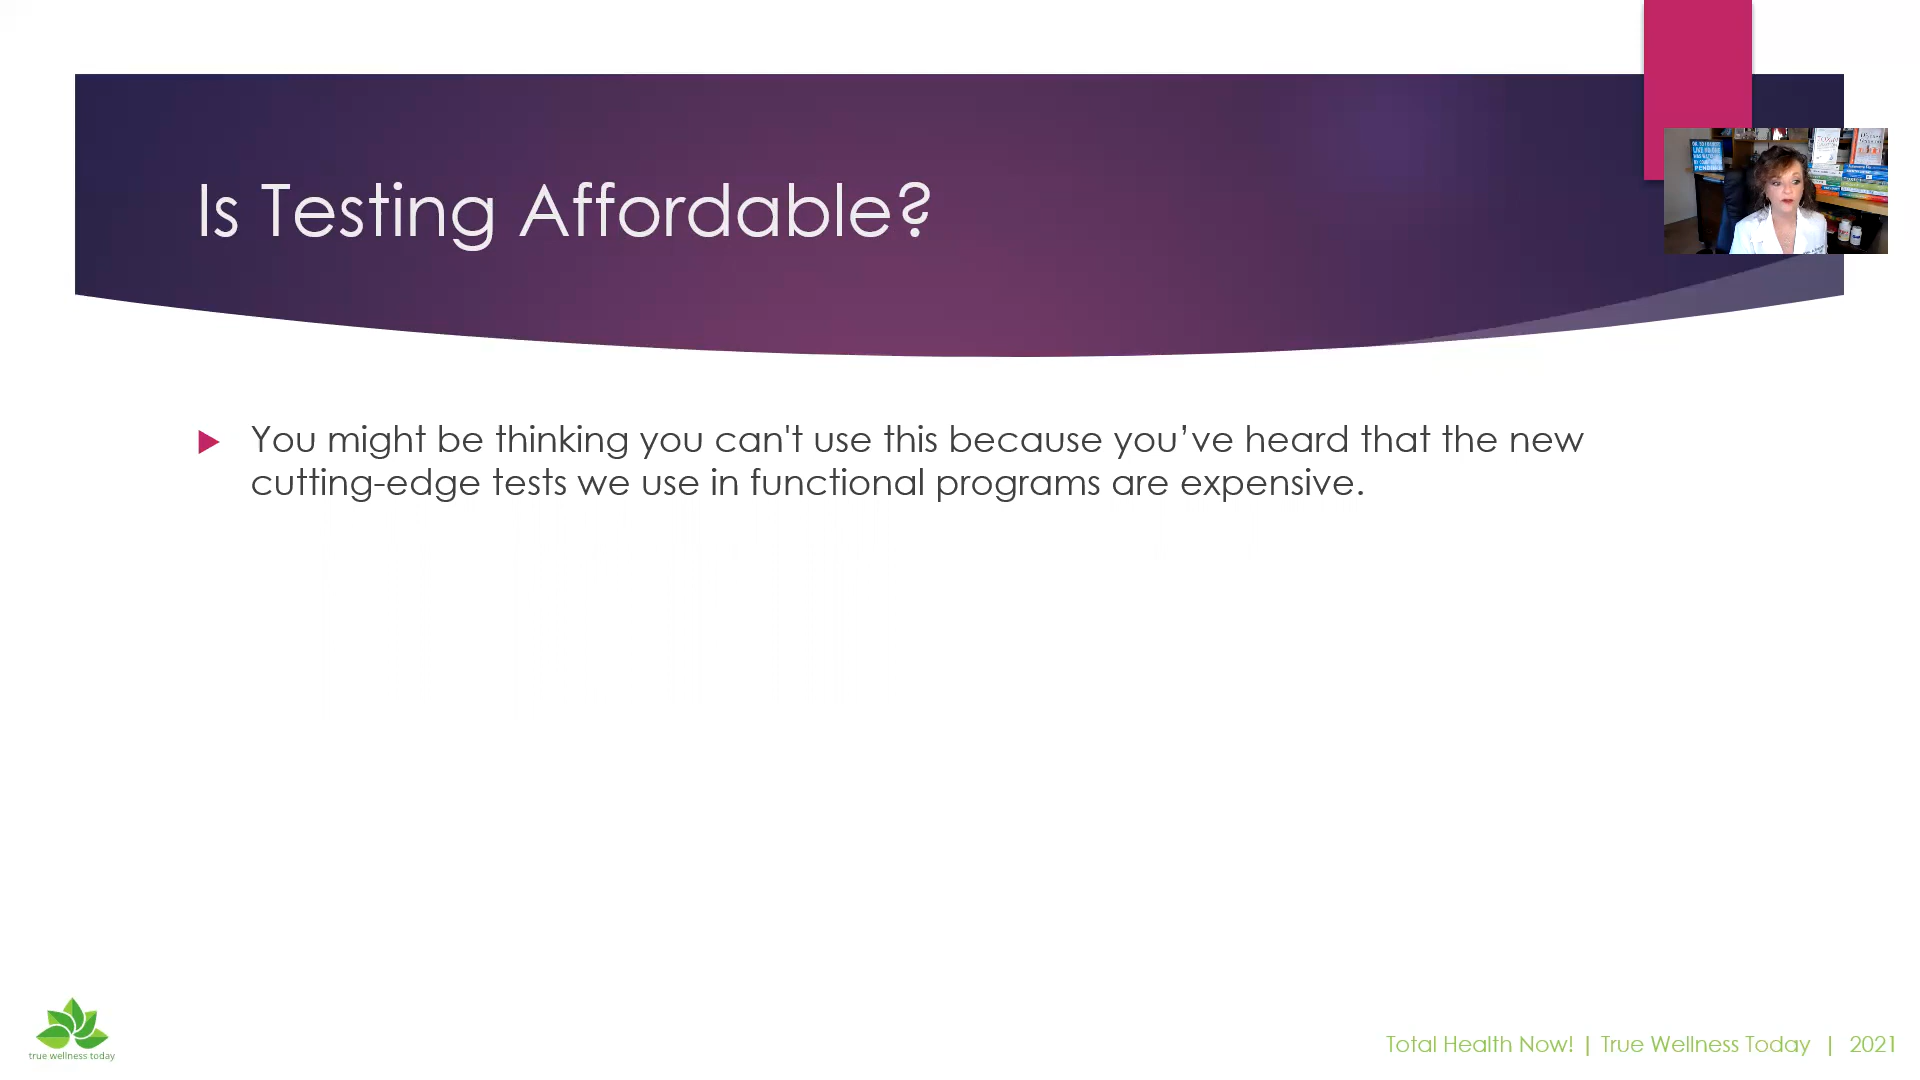 Is Testing Affordable?
You might be thinking you can't use this because you’ve heard that the new
cutting-edge tests we use in functional programs are expensive.
true wellness today
Total Health Now! | True Wellness Today | 2021